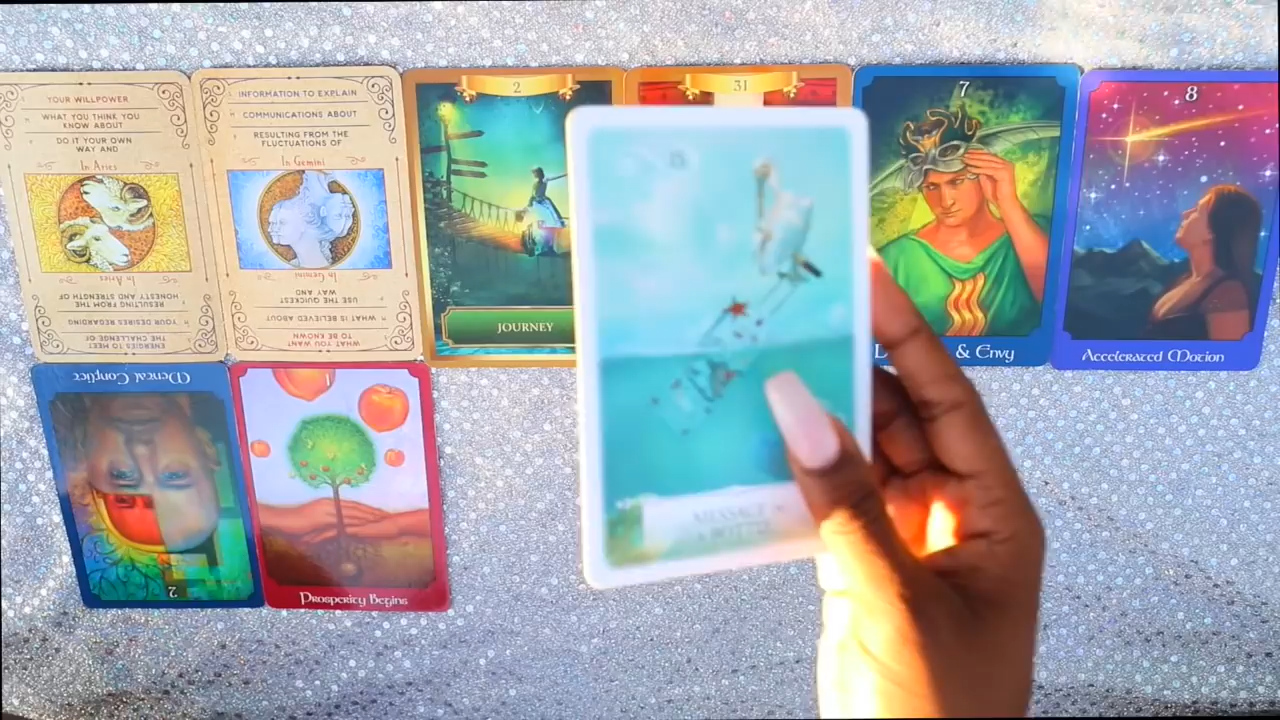 YOUR WILLPOWER
WHAT YOU THINK YOU
KNOW ABOUT
DO IT YOUR OWN
WAY AND
In Aries
In Aries
RESULTING FROM THE
HONESTY AND STRENGTH OF
YOUR DESIRES REGARDING
ENERGIES TO MEET
THE CHALLENGE OF
INFORMATION TO EXPLAIN
COMMUNICATIONS ABOUT
RESULTING FROM THE
FLUCTUATIONS OF
In Gemini
In Gemini
USE THE QUICKEST
WAY AND
WHAT IS BELIEVED ABOUT
WHAT YOU WANT
TO BE KNOWN
2
JOURNEY
31
7
& Envy
8
Accelerated Motion
Mental Conflict
2
Prosperity Begins
MESSAGE